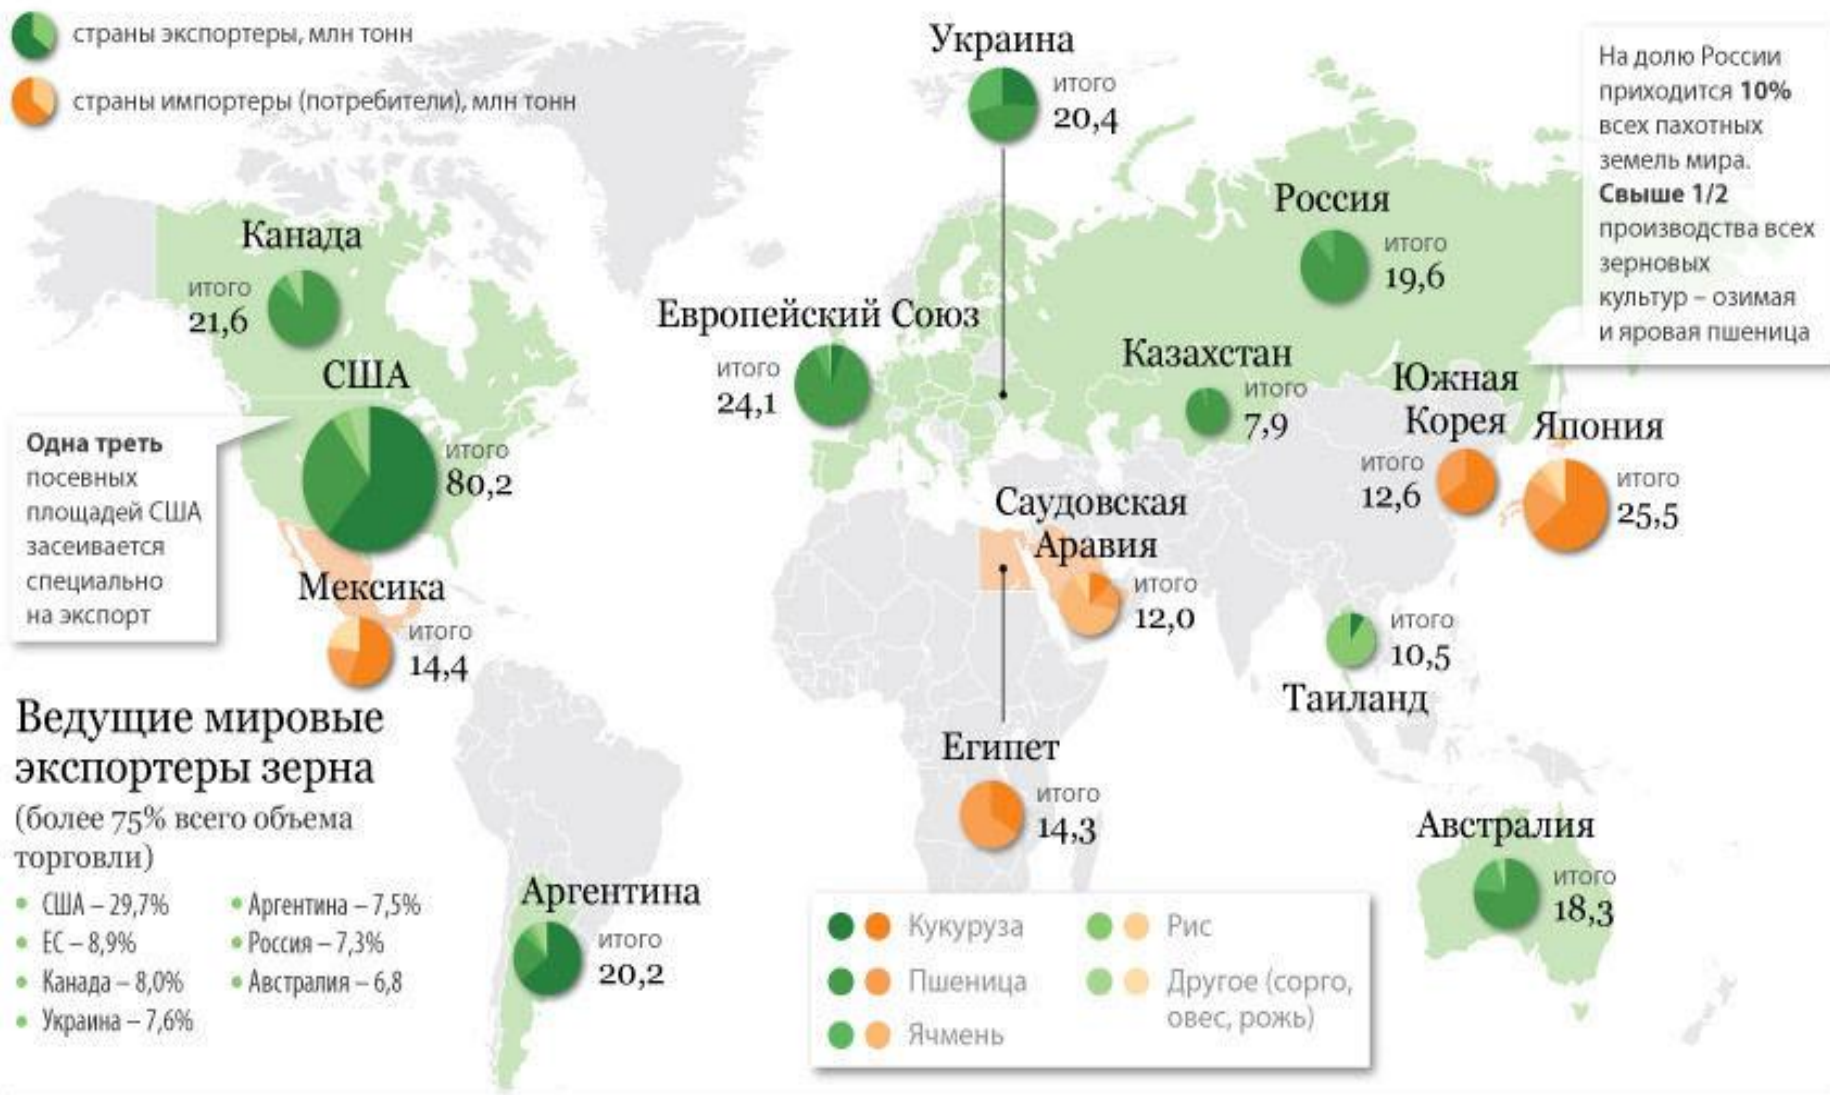 страны экспортеры, млн тонн
страны импортеры (потребители), млн тонн
Украина
итого
20,4
На долю России
приходится 10%
всех пахотных
земель мира.
Свыше 1/2
производства всех
зерновых
культур – озимая
и яровая пшеница
Россия
итого
19,6
Канада
итого
21,6
Европейский Союз
итого
24,1
Казахстан
итого
7,9
США
итого
80,2
Южная
Корея
итого
12,6
Япония
итого
25,5
Одна треть
посевных
площадей США
засеивается
специально
на экспорт
Саудовская
Аравия
итого
12,0
Мексика
итого
14,4
итого
10,5
Таиланд
Ведущие мировые
экспортеры зерна
(более 75% всего объема
торговли)
• США – 29,7%
• ЕС – 8,9%
• Канада – 8,0%
• Украина – 7,6%
• Аргентина – 7,5%
• Россия – 7,3%
• Австралия – 6,8
Египет
итого
14,3
Австралия
итого
18,3
Аргентина
итого
20,2
Кукуруза
Пшеница
Ячмень
Рис
Другое (сорго,
овес, рожь)